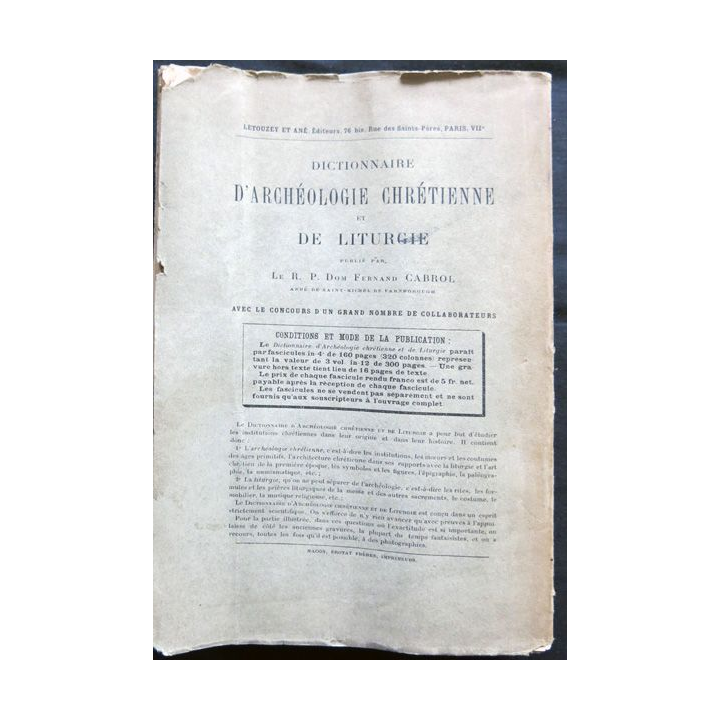 LETOUZEY ET ANÉ, Éditeurs, 76 bis, Rue des Saints-Pères, PARIS, VIIe
DICTIONNAIRE
D'ARCHÉOLOGIE CHRÉTIENNE
ET
DE LITURGIE
PUBLIÉ PAR
LE R. P. DOM FERNAND CABROL
ABBÉ DE SAINT-MICHEL DE FARNBOROUGH
AVEC LE CONCOURS D'UN GRAND NOMBRE DE COLLABORATEURS
CONDITIONS ET MODE DE LA PUBLICATION :
Le Dictionnaire d'Archéologie chrétienne et de Liturgie paraît
par fascicules in-4° de 160 pages (320 colonnes) représen-
tant la valeur de 3 vol. in-12 de 300 pages. — Une gra-
vure hors texte tient lieu de 16 pages de texte.
Le prix de chaque fascicule rendu franco est de 5 fr. net.
payable après la réception de chaque fascicule.
Les fascicules ne se vendent pas séparément et ne sont
fournis qu'aux souscripteurs à l'ouvrage complet.
LE DICTIONNAIRE D'ARCHÉOLOGIE CHRÉTIENNE ET DE LITURGIE a pour but d'étudier
les institutions chrétiennes dans leur origine et dans leur histoire. Il contient
donc :
1° L'archéologie chrétienne, c'est-à-dire les institutions, les mœurs et les coutumes
des âges primitifs, l'architecture chrétienne dans ses rapports avec la liturgie et l'art
chrétien de la première époque, les symboles et les figures, l'épigraphie, la paléogra-
phie, la numismatique, etc.;
2° La liturgie, qu'on ne peut séparer de l'archéologie, c'est-à-dire les rites, les for-
mules et les prières liturgiques de la messe et des autres sacrements, le costume, le
mobilier, la musique religieuse, etc.
LE DICTIONNAIRE D'ARCHÉOLOGIE CHRÉTIENNE ET DE LITURGIE est conçu dans un esprit
strictement scientifique. On s'efforce de n'y rien avancer qu'avec preuves à l'appui.
Pour la partie illustrée, dans ces questions où l'exactitude est si importante, on
laisse de côté les anciennes gravures, la plupart du temps fantaisistes, et on a
recours, toutes les fois qu'il est possible, à des photographies.
MACON, PROTAT FRÈRES, IMPRIMEURS.